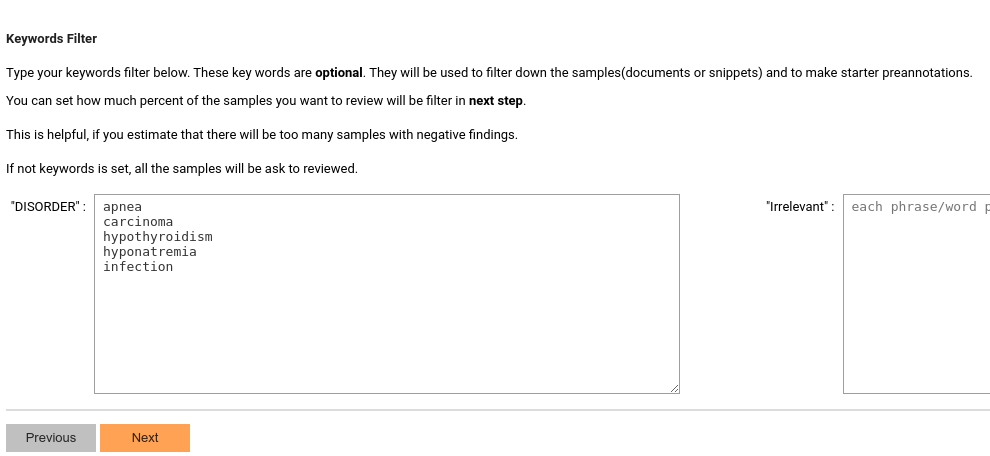 Keywords Filter
Type your keywords filter below. These key words are optional. They will be used to filter down the samples(documents or snippets) and to make starter preannotations.
You can set how much percent of the samples you want to review will be filter in next step.
This is helpful, if you estimate that there will be too many samples with negative findings.
If not keywords is set, all the samples will be ask to reviewed.
"DISORDER" :
apnea
carcinoma
hypothyroidism
hyponatremia
infection
"Irrelevant" :
each phrase/word p
Previous
Next